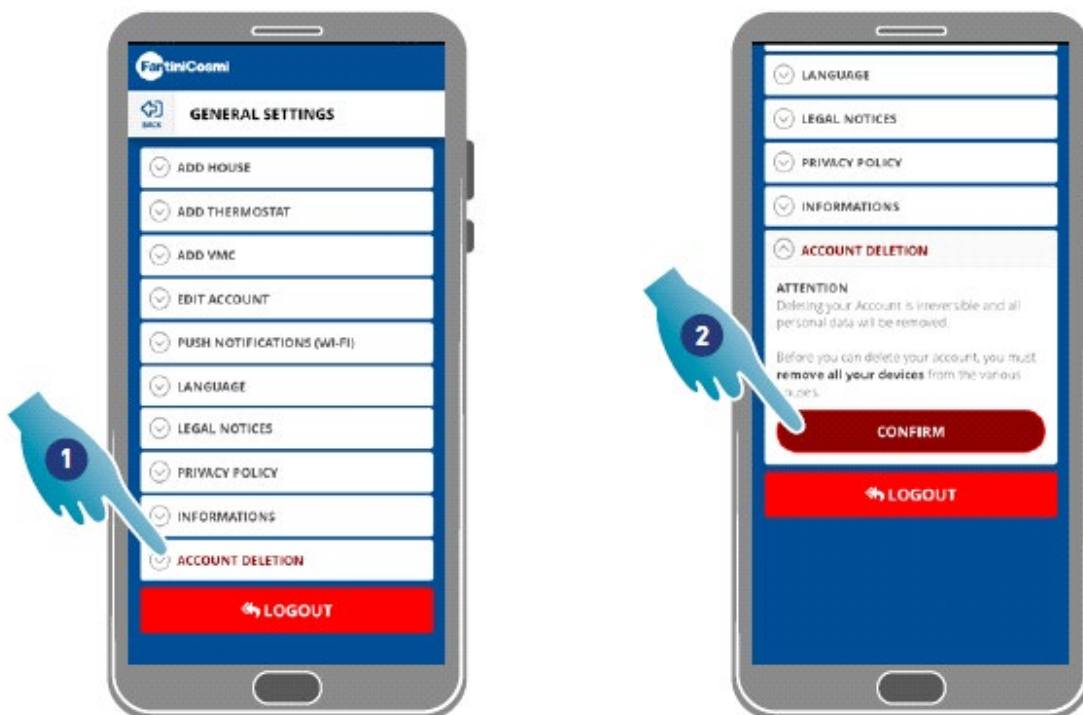 FantiniCosmi
BACK
GENERAL SETTINGS
ADD HOUSE
ADD THERMOSTAT
ADD VMC
EDIT ACCOUNT
PUSH NOTIFICATIONS (WI-FI)
LANGUAGE
LEGAL NOTICES
1
PRIVACY POLICY
INFORMATIONS
ACCOUNT DELETION
LOGOUT
LANGUAGE
LEGAL NOTICES
PRIVACY POLICY
INFORMATIONS
ACCOUNT DELETION
ATTENTION
Deleting your Account is irreversible and all
personal data will be removed.
2
Before you can delete your account, you must
remove all your devices from the various
CONFIRM
LOGOUT